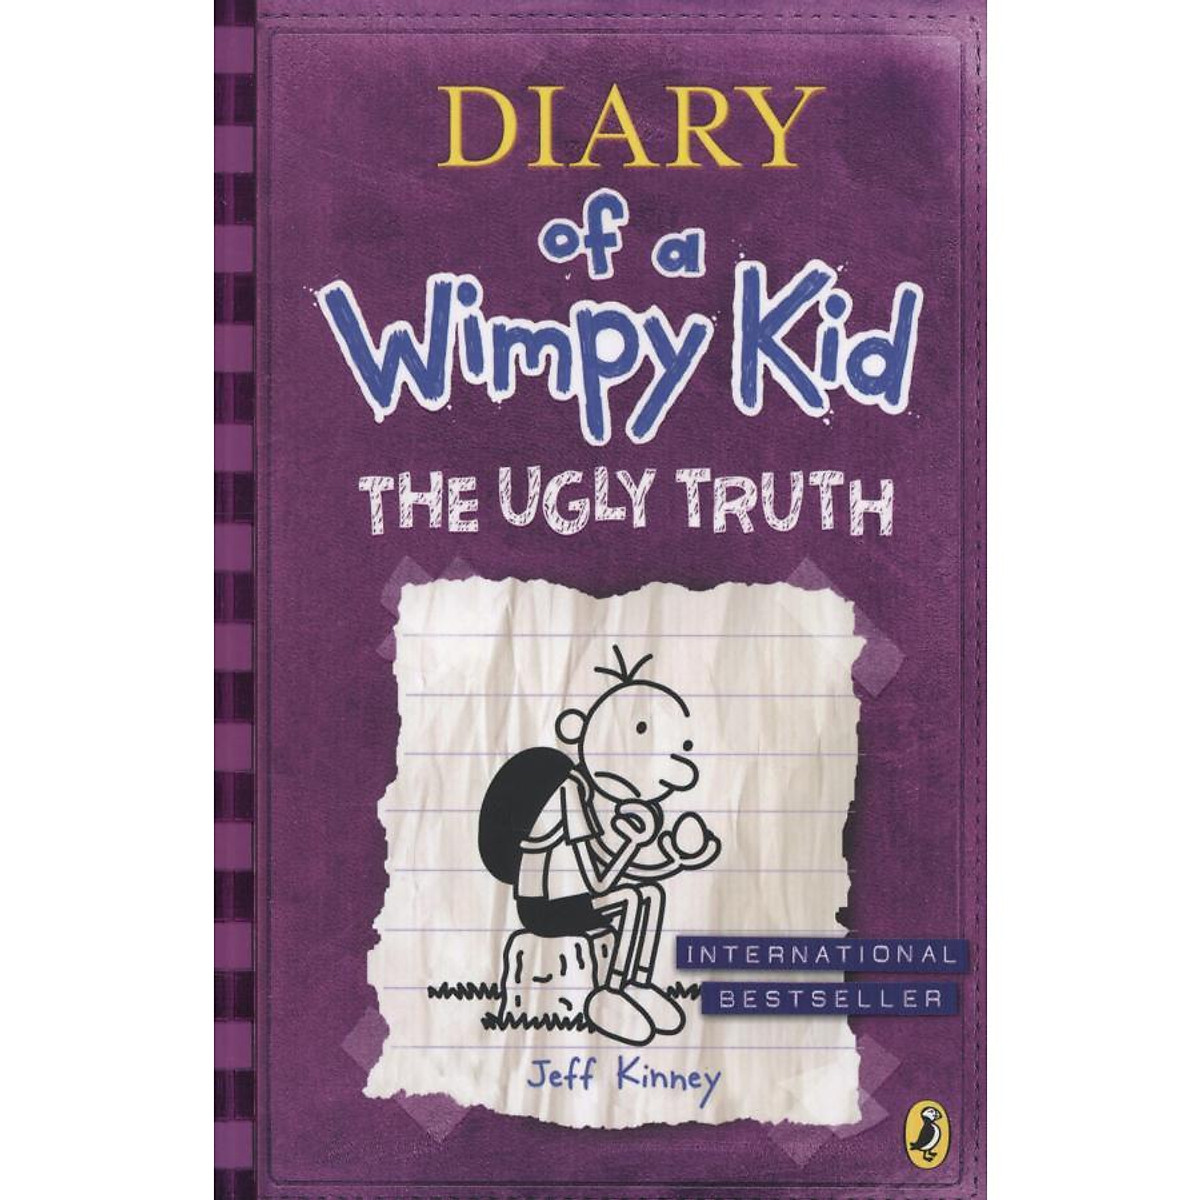 DIARY
of a
Wimpy Kid
THE UGLY TRUTH
INTERNATIONAL
BESTSELLER
Jeff Kinney